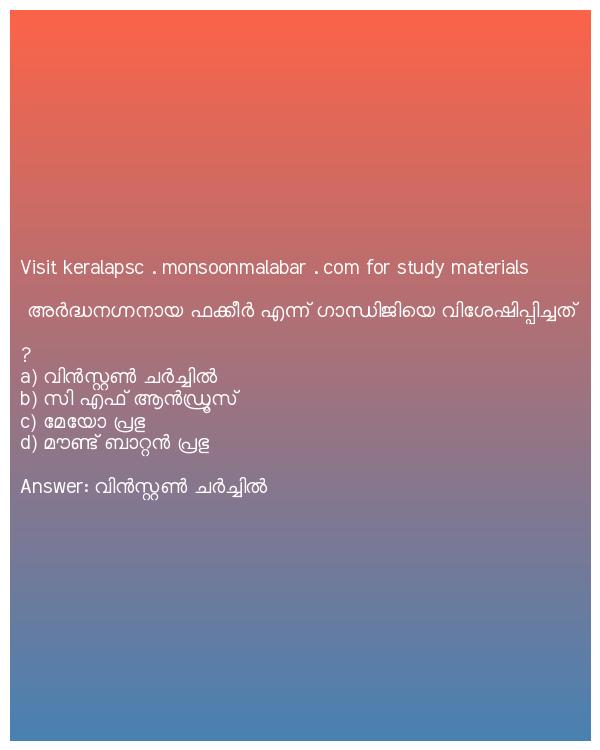 Visit keralapsc . monsoonmalabar . com for study materials
അർദ്ധനഗ്നനായ ഫക്കീർ എന്ന് ഗാന്ധിജിയെ വിശേഷിപ്പിച്ചത്
?
a) വിൻസ്റ്റൺ ചർച്ചിൽ
b) സി എഫ് ആൻഡ്രൂസ്
c) മേയോ പ്രഭു
d) മൗണ്ട് ബാറ്റൻ പ്രഭു
Answer: വിൻസ്റ്റൺ ചർച്ചിൽ